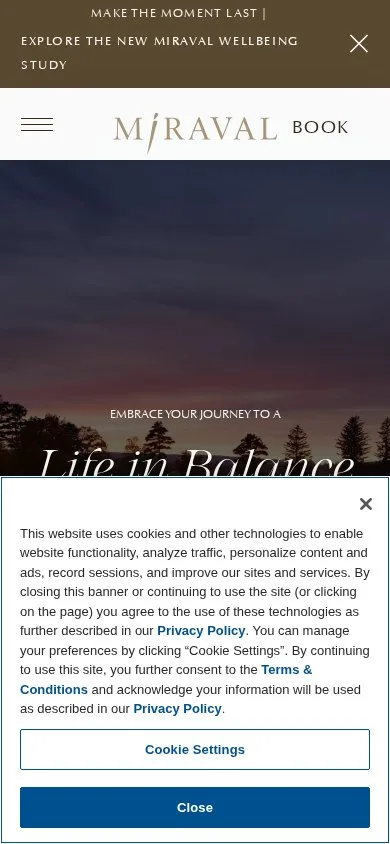 MAKE THE MOMENT LAST |
EXPLORE THE NEW MIRAVAL WELLBEING
STUDY
MIRAVAL
BOOK
EMBRACE YOUR JOURNEY TO A
Life in Balance
This website uses cookies and other technologies to enable
website functionality, analyze traffic, personalize content and
ads, record sessions, and improve our sites and services. By
closing this banner or continuing to use the site (or clicking
on the page) you agree to the use of these technologies as
further described in our Privacy Policy. You can manage
your preferences by clicking “Cookie Settings”. By continuing
to use this site, you further consent to the Terms &
Conditions and acknowledge your information will be used
as described in our Privacy Policy.
Cookie Settings
Close